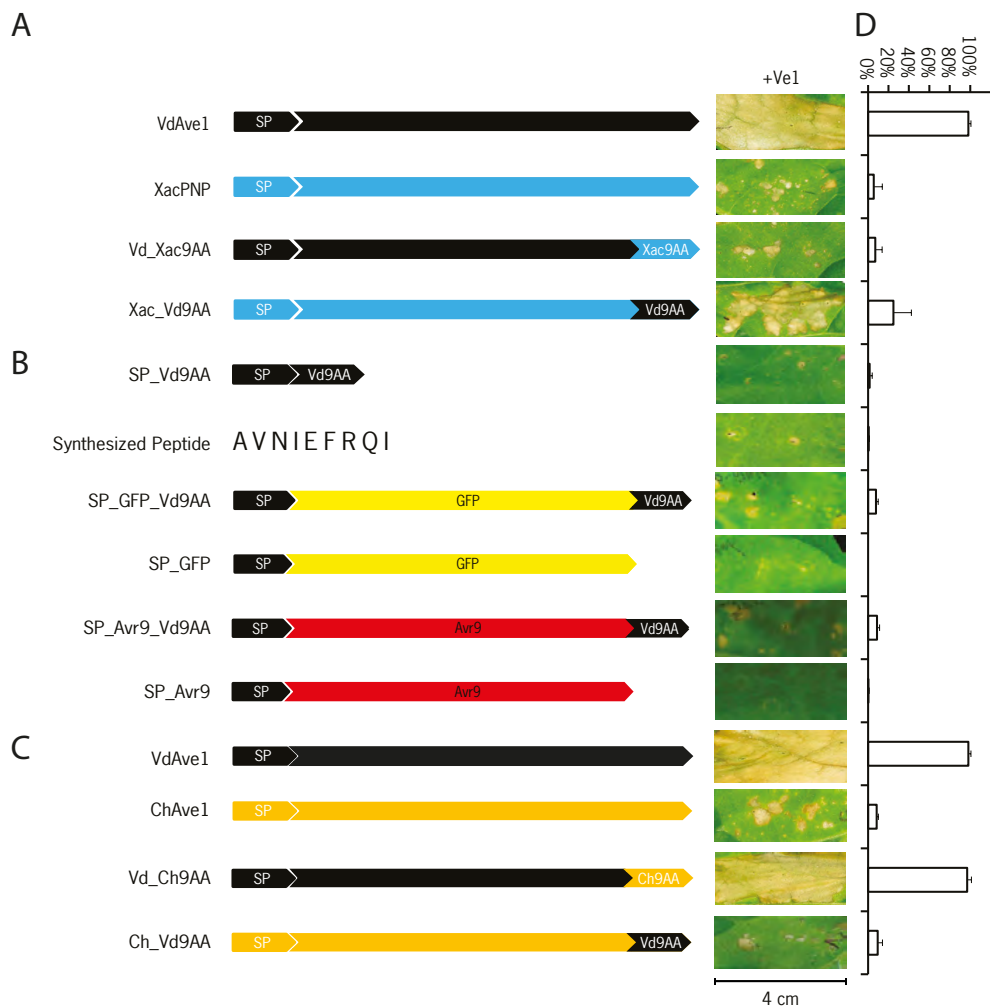 A
D
0% 20% 40% 60% 80% 100%
+Ve1
VdAve1 SP
XacPNP SP
Vd_Xac9AA SP Xac9AA
Xac_Vd9AA SP Vd9AA
B
SP_Vd9AA SP Vd9AA
Synthesized Peptide AVNIEFRQI
SP_GFP_Vd9AA SP GFP Vd9AA
SP_GFP SP GFP
SP_Avr9_Vd9AA SP Avr9 Vd9AA
SP_Avr9 SP Avr9
C
VdAve1 SP
ChAve1 SP
Vd_Ch9AA SP Ch9AA
Ch_Vd9AA SP Vd9AA
4 cm